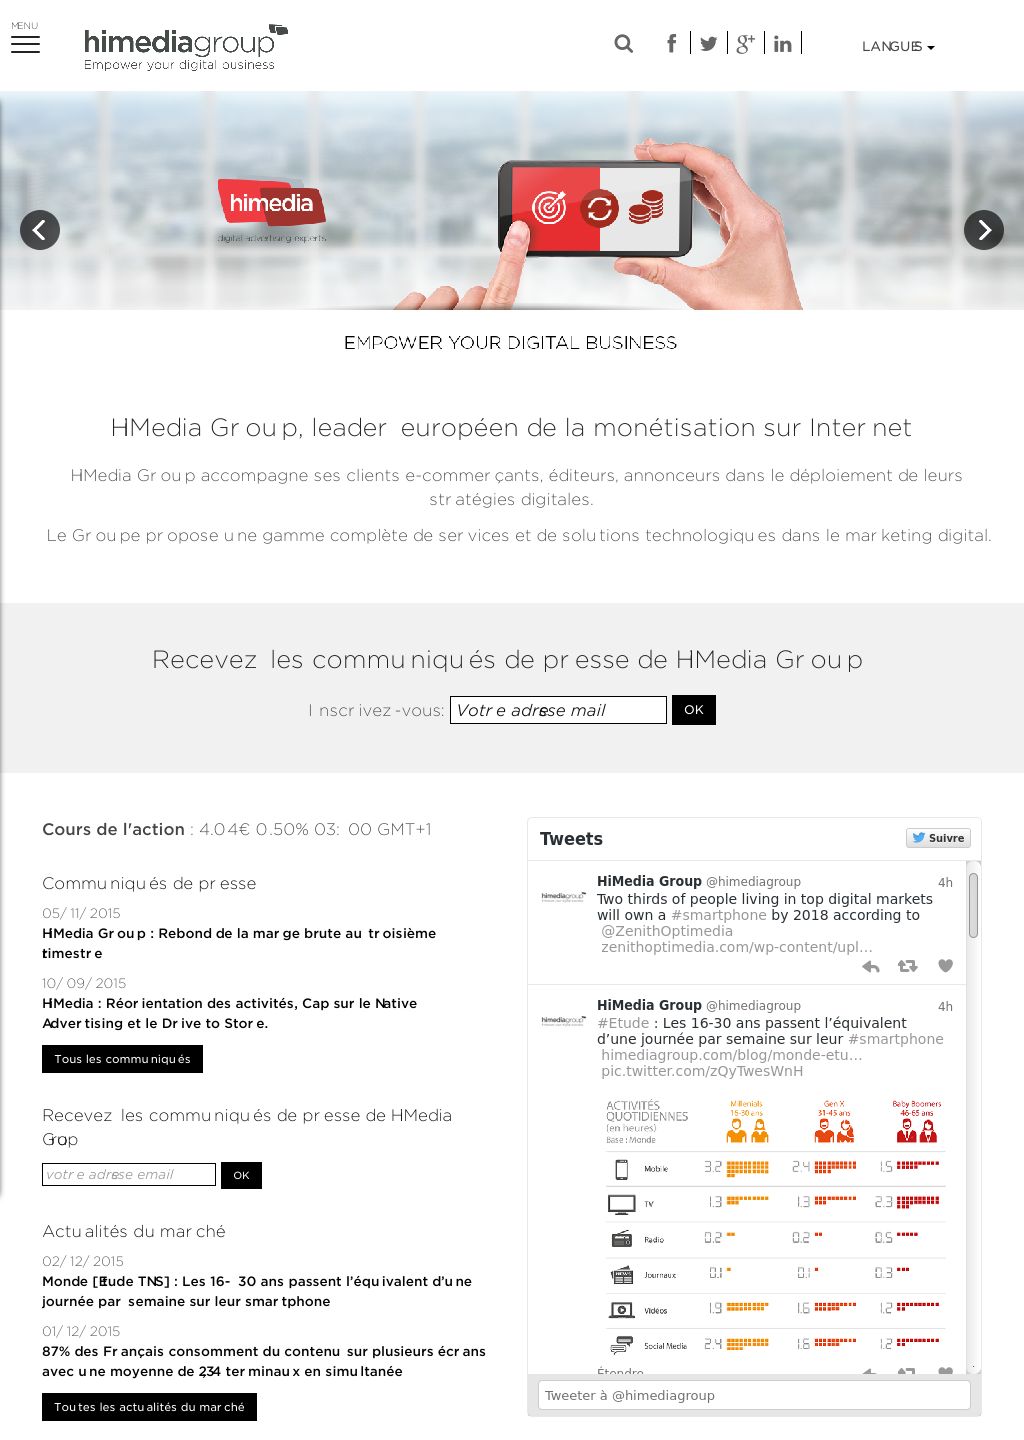 MENU
himediagroup
Empower your digital business
LANGUES
himedia
digital advertising experts
EMPOWER YOUR DIGITAL BUSINESS
HiMedia Group, leader européen de la monétisation sur Internet
HiMedia Group accompagne ses clients e-commerçants, éditeurs, annonceurs dans le déploiement de leurs
stratégies digitales.
Le Groupe propose une gamme complète de services et de solutions technologiques dans le marketing digital.
Recevez les communiqués de presse de HiMedia Group
Inscrivez-vous: Votre adresse mail OK
Cours de l'action : 4.04€ 0.50% 03:00 GMT+1
Communiqués de presse
05/11/2015
HiMedia Group : Rebond de la marge brute au troisième
trimestre
10/09/2015
HiMedia : Réorientation des activités, Cap sur le Native
Advertising et le Drive to Store.
Tous les communiqués
Recevez les communiqués de presse de HiMedia
Group
votre adresse email OK
Actualités du marché
02/12/2015
Monde [Etude TNS] : Les 16-30 ans passent l'équivalent d'une
journée par semaine sur leur smartphone
01/12/2015
87% des Français consomment du contenu sur plusieurs écrans
avec une moyenne de 2,34 terminaux en simultanée
Toutes les actualités du marché
Tweets Suivre
HiMedia Group @himediagroup 4h
himediagroup
Two thirds of people living in top digital markets
will own a #smartphone by 2018 according to
@ZenithOptimedia
zenithoptimedia.com/wp-content/upl…
HiMedia Group @himediagroup 4h
himediagroup
#Etude : Les 16-30 ans passent l’équivalent
d’une journée par semaine sur leur #smartphone
himediagroup.com/blog/monde-etu…
pic.twitter.com/zQyTwesWnH
ACTIVITÉS
QUOTIDIENNES
(en heures)
Base : Monde
Millenials
16-30 ans
Gen X
31-45 ans
Baby Boomers
46-65 ans
Mobile 3.2 2.4 1.5
TV 1.3 1.3 2.3
Radio 0.2 0.2 0.5
Journaux 0.1 0.1 0.3
Vidéos 1.9 1.6 1.2
Social Media 2.4 1.6 1.2
Étendre
Tweeter à @himediagroup